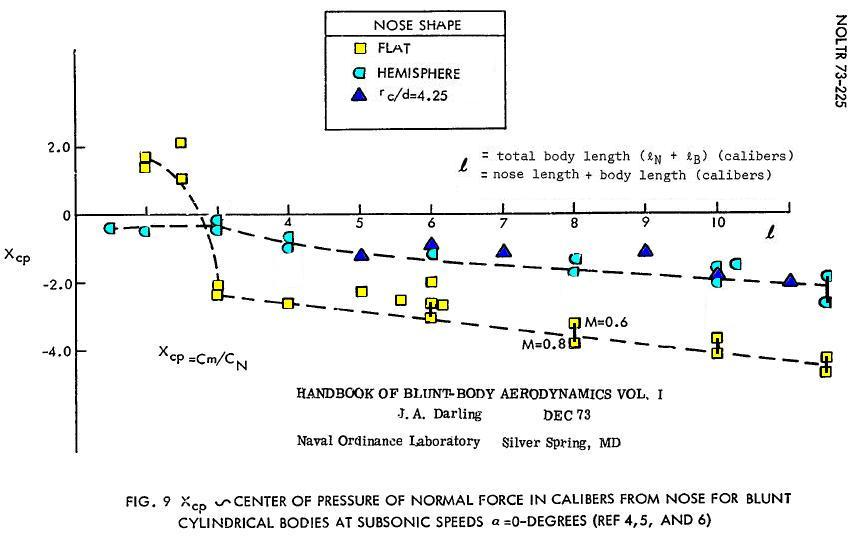 NOSE SHAPE
FLAT
HEMISPHERE
rc/d=4.25
NOLTR 73-225
ℓ = total body length (ℓN + ℓB) (calibers)
= nose length + body length (calibers)
2.0
0
4 5 6 7 8 9 10
ℓ
Xcp
-2.0
-4.0
M=0.6
M=0.8
Xcp =Cm/CN
HANDBOOK OF BLUNT-BODY AERODYNAMICS VOL. I
J.A. Darling DEC 73
Naval Ordinance Laboratory Silver Spring, MD
FIG. 9 Xcp ~CENTER OF PRESSURE OF NORMAL FORCE IN CALIBERS FROM NOSE FOR BLUNT
CYLINDRICAL BODIES AT SUBSONIC SPEEDS α=0-DEGREES (REF 4,5, AND 6)